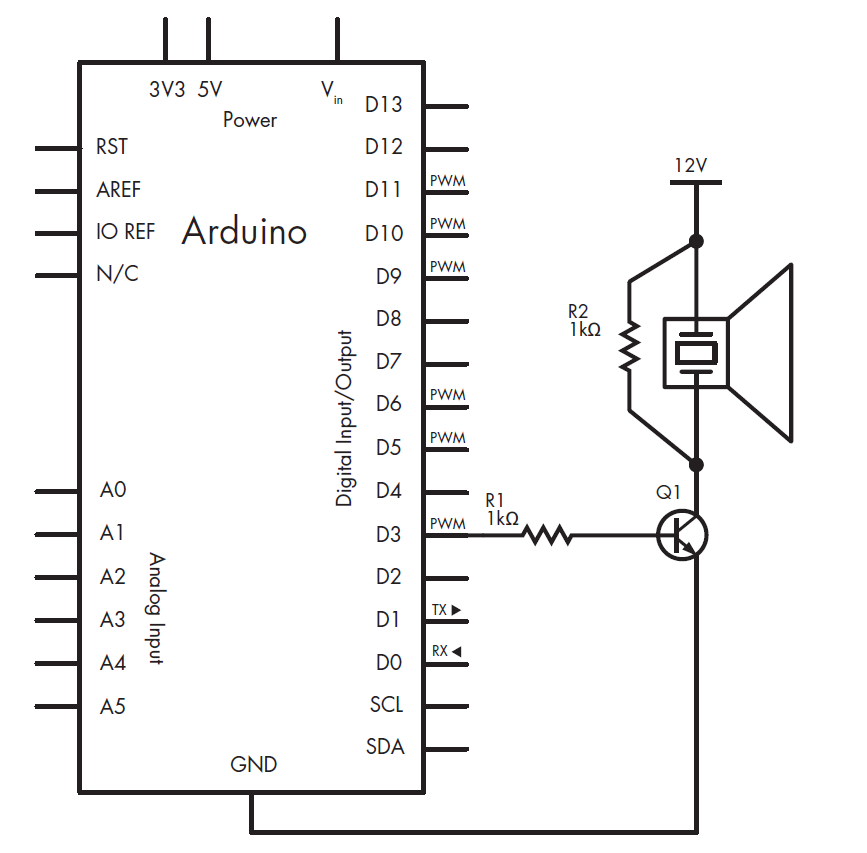 3V3 5V
Vin
Power
RST
AREF
IO REF
N/C
Arduino
D13
D12
D11
PWM
D10
PWM
D9
PWM
D8
D7
D6
PWM
D5
PWM
D4
D3
PWM
D2
D1
TX ►
D0
RX ◄
SCL
SDA
Digital Input/Output
A0
A1
A2
A3
A4
A5
Analog Input
GND
R1
1kΩ
Q1
R2
1kΩ
12V